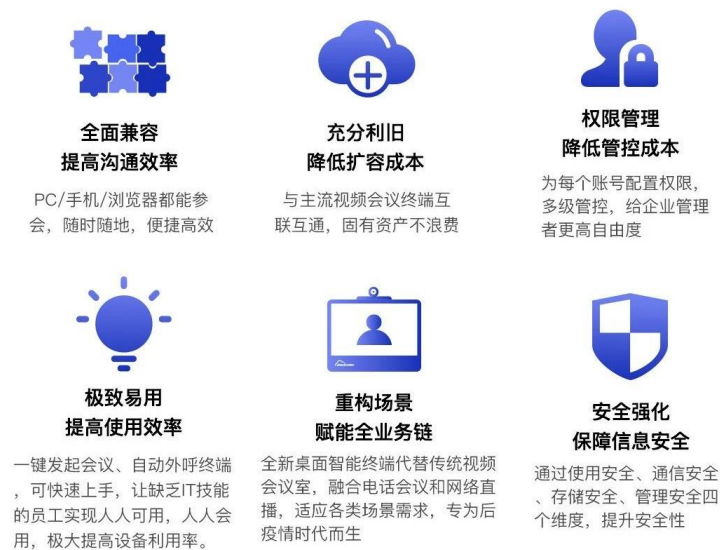 全面兼容
提高沟通效率
PC/手机/浏览器都能参
会，随时随地，便捷高效
充分利旧
降低扩容成本
与主流视频会议终端互
联互通，固有资产不浪费
权限管理
降低管控成本
为每个账号配置权限，
多级管控，给企业管理
者更高自由度
极致易用
提高使用效率
一键发起会议、自动外呼终端
，可快速上手，让缺乏IT技能
的员工实现人人可用，人人会
用，极大提高设备利用率。
重构场景
赋能全业务链
全新桌面智能终端代替传统视频
会议室，融合电话会议和网络直
播，适应各类场景需求，专为后
疫情时代而生
安全强化
保障信息安全
通过使用安全、通信安全
、存储安全、管理安全四
个维度，提升安全性